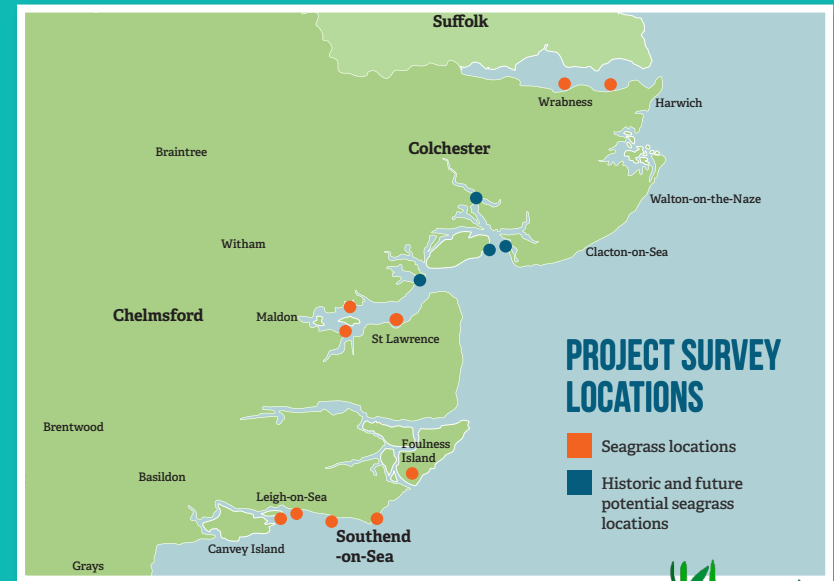 Suffolk
Wrabness
Harwich
Braintree
Colchester
Walton-on-the-Naze
Witham
Clacton-on-Sea
Chelmsford
Maldon
St Lawrence
PROJECT SURVEY
LOCATIONS
Brentwood
Seagrass locations
Foulness
Island
Basildon
Historic and future
potential seagrass
locations
Leigh-on-Sea
Southend
-on-Sea
Canvey Island
Grays